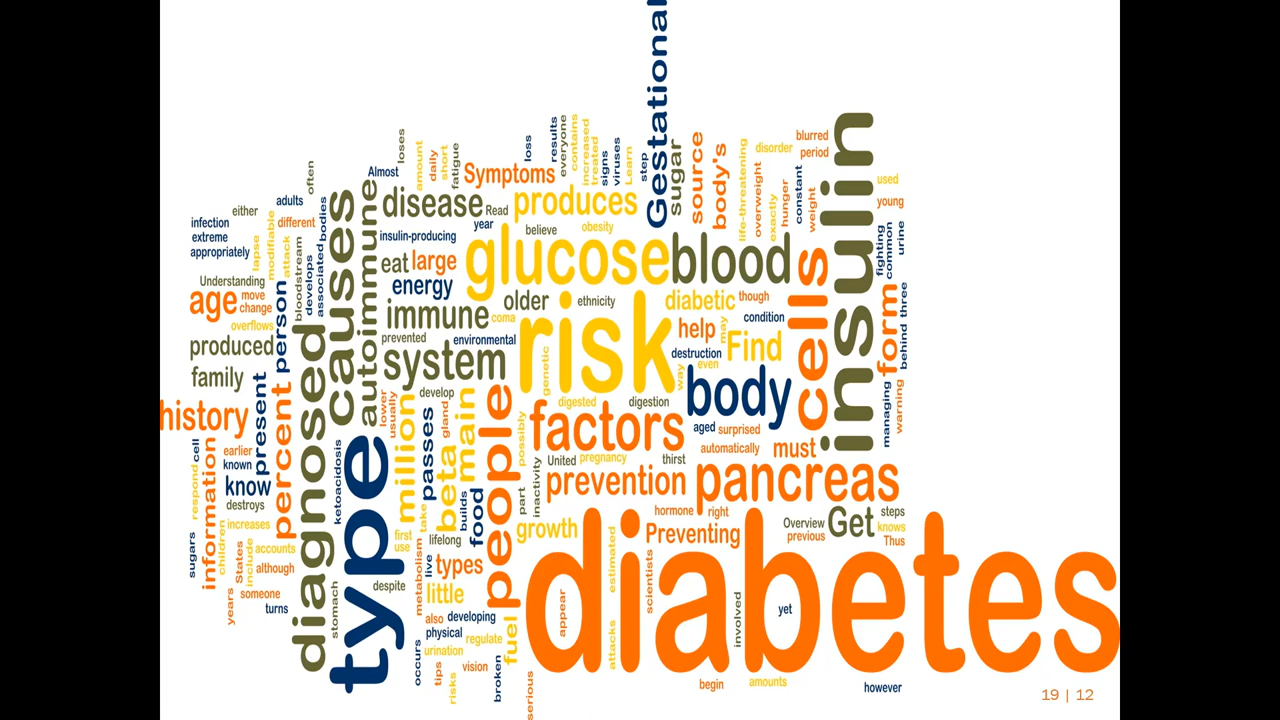 Gestational
insulin
blurred
period
loss
results
everyone
contains
increased
treated
signs
viruses
Learn
step
sugar
source
body's
life-threatening
disorder
overweight
exactly
hunger
constant
weight
used
young
loses
amount
daily
short
fatigue
Almost
Symptoms
often
adults
causes
autoimmune
disease
Read
produces
year
believe
obesity
infection
either
different
extreme
appropriately
lapse
modifiable
attack
bloodstream
develops
associated
bodies
insulin-producing
glucose
blood
cells
fighting
common
urine
eat
large
energy
Understanding
age
move
change
person
older
ethnicity
diabetic
though
form
behind
three
immune
coma
risk
help
may
condition
overflows
produced
diagnosed
prevented
environmental
system
genetic
destruction
Find
even
way
family
present
percent
develop
digested
digestion
body
managing
warning
history
lower
usually
million
passes
gland
beta
main
people
possibly
factors
aged
surprised
automatically
must
earlier
known
know
destroys
cell
respond
information
ketoacidosis
type
United
pregnancy
thirst
prevention
pancreas
inactivity
part
builds
food
take
hormone
right
Overview
previous
Get
steps
knows
Thus
increases
children
sugars
States
include
accounts
although
first
use
lifelong
growth
Preventing
estimated
diabetes
years
someone
turns
stomach
despite
metabolism
live
types
little
scientists
appear
involved
yet
also
developing
physical
regulate
urination
fuel
attacks
occurs
tips
risks
vision
broken
serious
begin
amounts
however
19 | 12